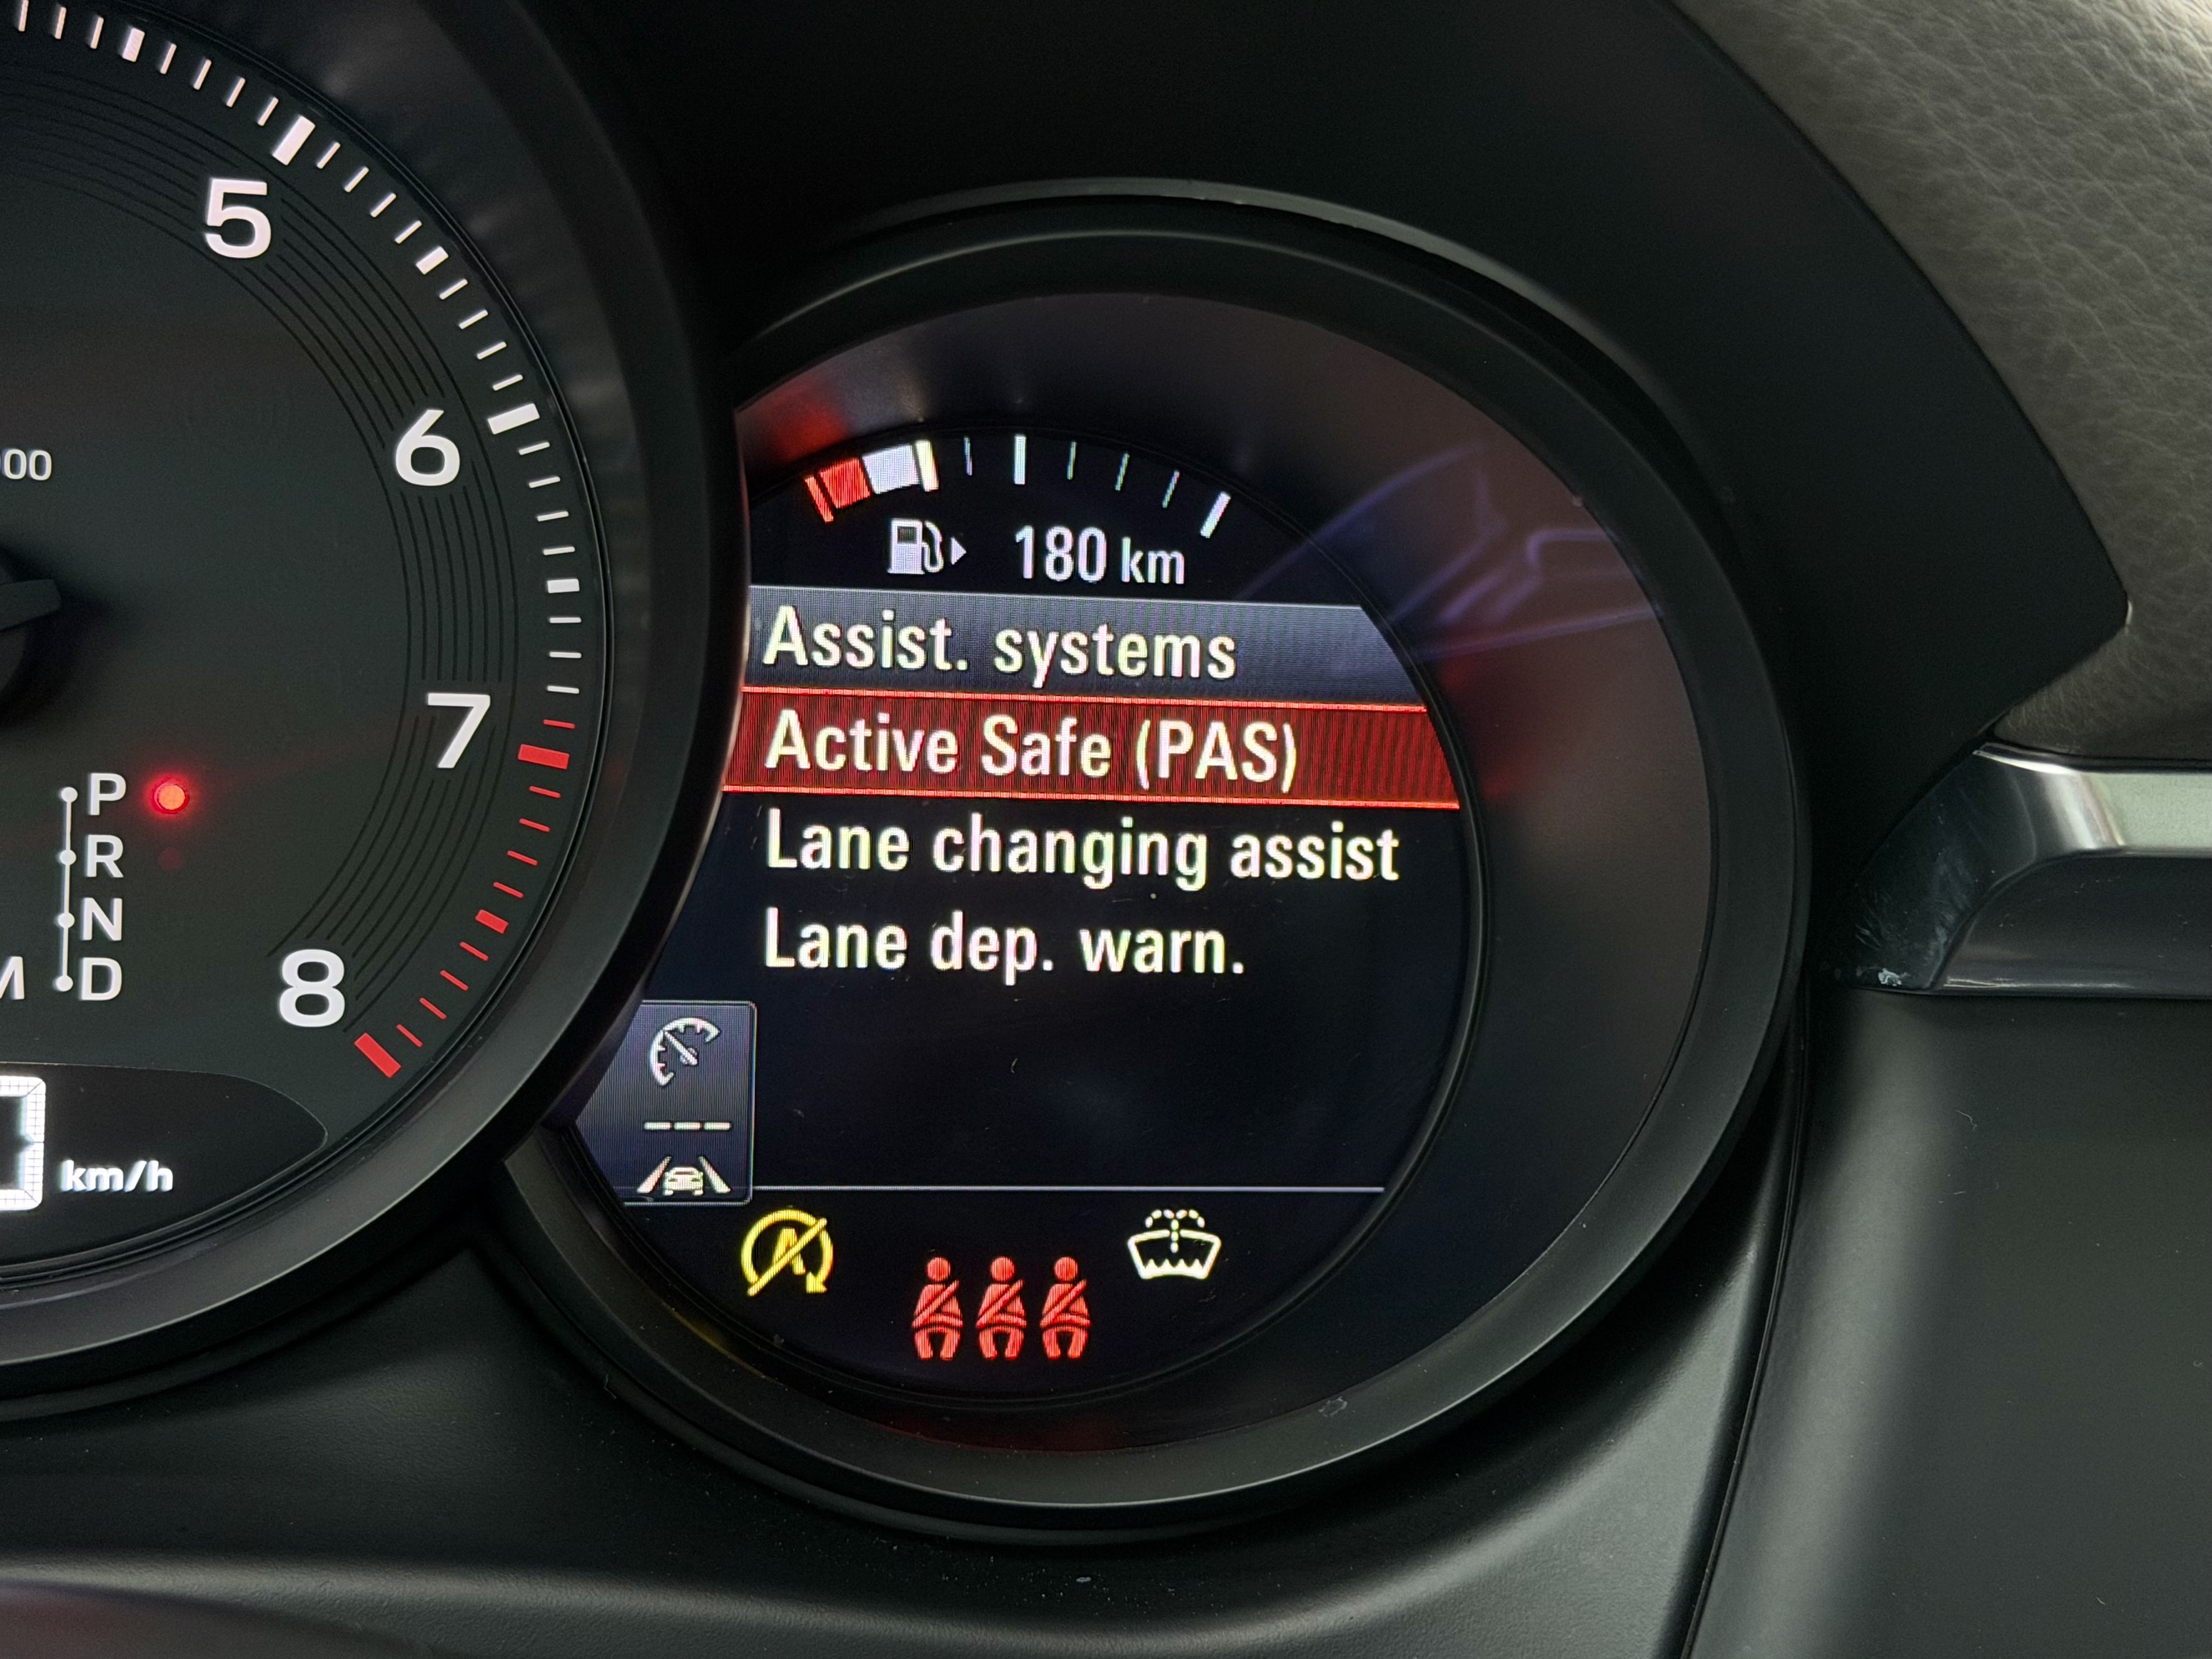 5
6
7
8
P
R
N
M D
km/h
180 km
Assist. systems
Active Safe (PAS)
Lane changing assist
Lane dep. warn.